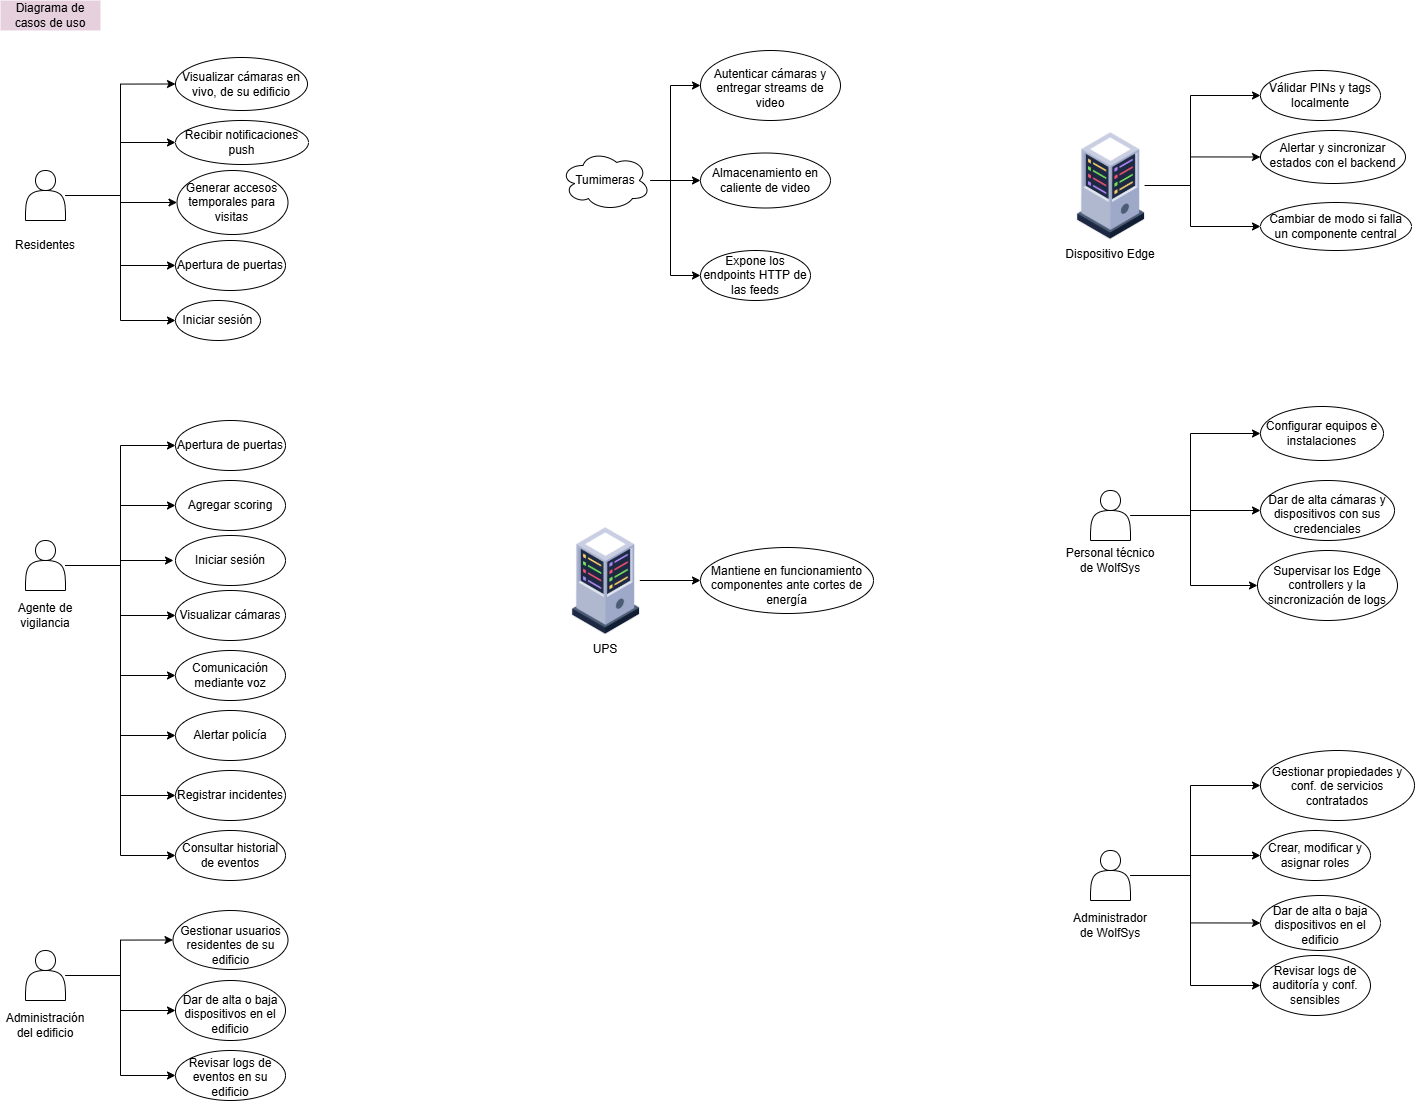 Diagrama de
casos de uso
Visualizar cámaras en
vivo, de su edificio
Recibir notificaciones
push
Generar accesos
temporales para
visitas
Apertura de puertas
Iniciar sesión
Residentes
Autenticar cámaras y
entregar streams de
video
Tumimeras
Almacenamiento en
caliente de video
Expone los
endpoints HTTP de
las feeds
Válidar PINs y tags
localmente
Alertar y sincronizar
estados con el backend
Cambiar de modo si falla
un componente central
Dispositivo Edge
Apertura de puertas
Agregar scoring
Iniciar sesión
Visualizar cámaras
Comunicación
mediante voz
Alertar policía
Registrar incidentes
Consultar historial
de eventos
Agente de
vigilancia
Mantiene en funcionamiento
componentes ante cortes de
energía
UPS
Configurar equipos e
instalaciones
Dar de alta cámaras y
dispositivos con sus
credenciales
Supervisar los Edge
controllers y la
sincronización de logs
Personal técnico
de WolfSys
Gestionar propiedades y
conf. de servicios
contratados
Crear, modificar y
asignar roles
Dar de alta o baja
dispositivos en el
edificio
Revisar logs de
auditoría y conf.
sensibles
Administrador
de WolfSys
Gestionar usuarios
residentes de su
edificio
Dar de alta o baja
dispositivos en el
edificio
Revisar logs de
eventos en su
edificio
Administración
del edificio